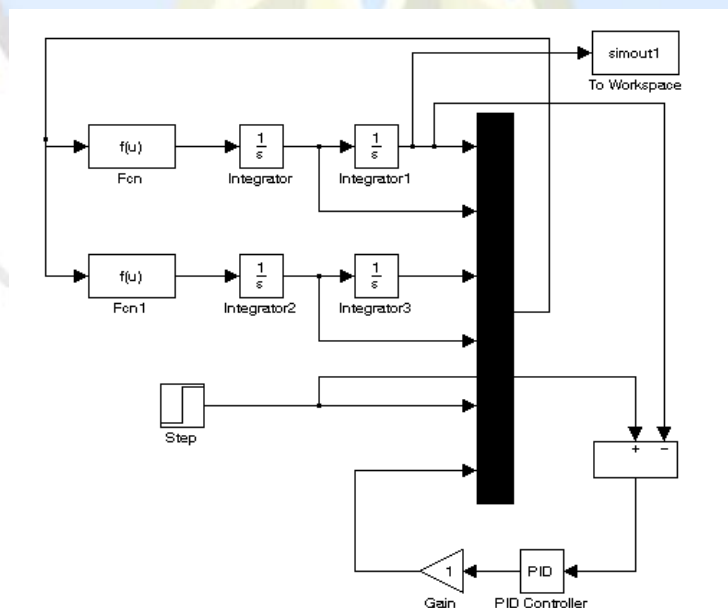 simout1
To Workspace
f(u)
1
s
1
s
Fcn
Integrator
Integrator1
f(u)
1
s
1
s
Fcn1
Integrator2
Integrator3
Step
+
−
1
PID
Gain
PID Controller